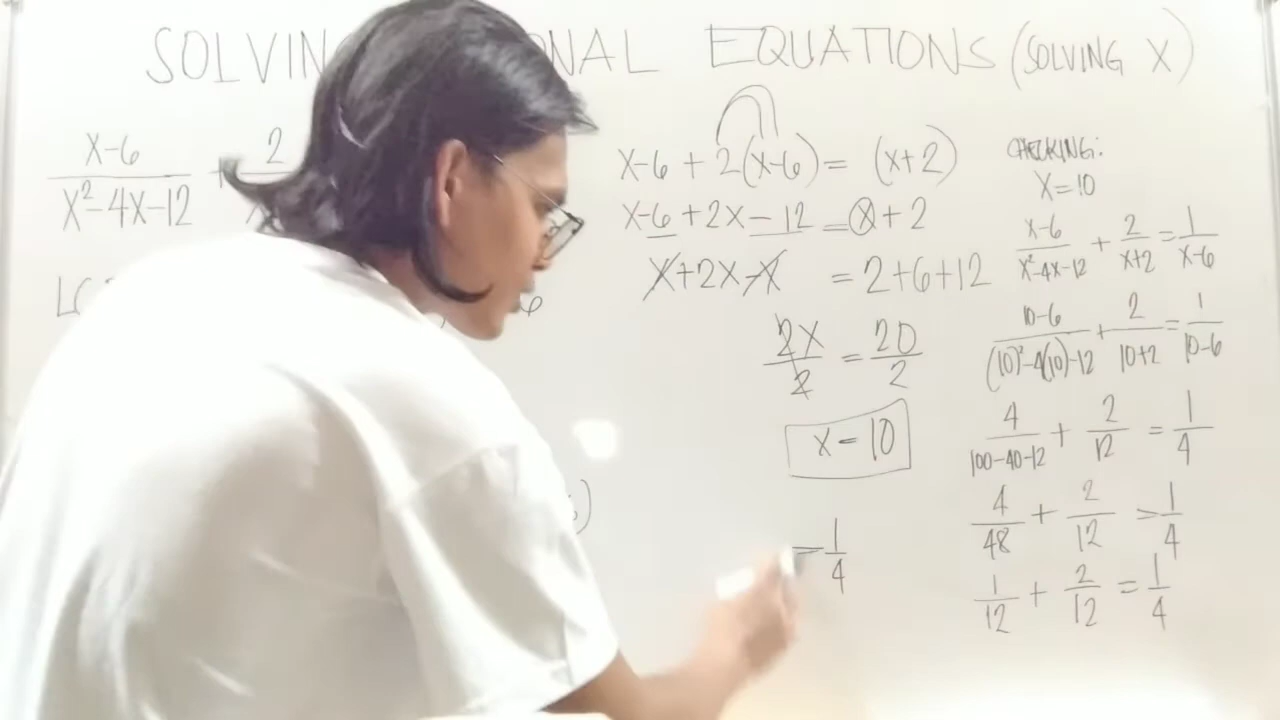 SOLVIN NAL EQUATIONS (SOLVING X)
X-6 / X²-4X-12 + 2 / X
X-6 + 2(X-6) = (X+2)
X-6 + 2X - 12 = X + 2
X + 2X - X = 2+6+12
2X / 2 = 20 / 2
X = 10
= 1/4
CHECKING:
X=10
X-6 / X²-4X-12 + 2 / X+2 = 1 / X-6
10-6 / (10)²-4(10)-12 + 2 / 10+2 = 1 / 10-6
4 / 100-40-12 + 2 / 12 = 1 / 4
4 / 48 + 2 / 12 = 1 / 4
1 / 12 + 2 / 12 = 1 / 4